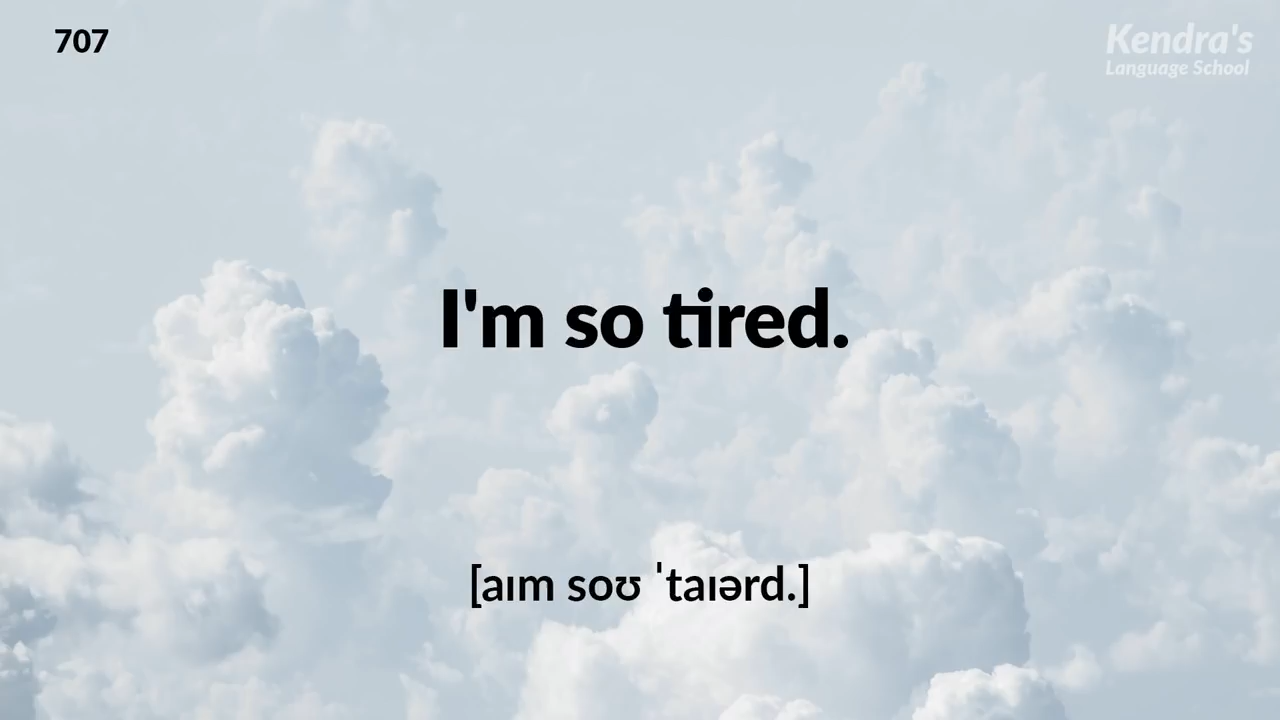 707
Kendra's
Language School
I'm so tired.
[aɪm soʊ ˈtaɪərd.]